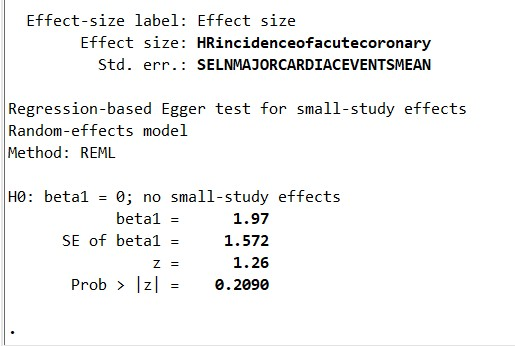 Effect-size label: Effect size
Effect size: HRincidenceofacutecoronary
Std. err.: SELNMAJORCARDIACEVENTSMEAN
Regression-based Egger test for small-study effects
Random-effects model
Method: REML
H0: beta1 = 0; no small-study effects
beta1 = 1.97
SE of beta1 = 1.572
z = 1.26
Prob > |z| = 0.2090
.